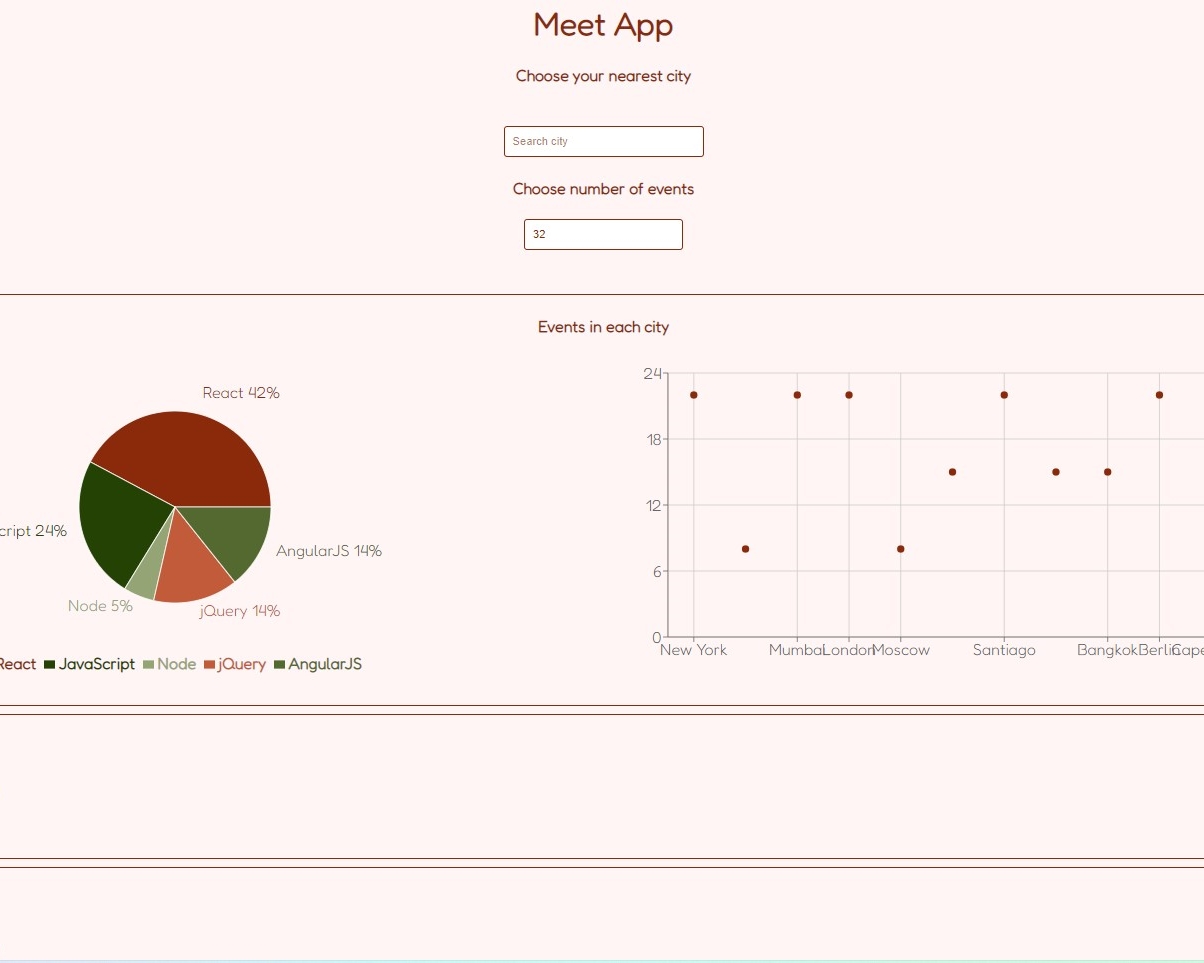 Meet App
Choose your nearest city
Search city
Choose number of events
32
Events in each city
React 42%
cript 24%
Node 5%
jQuery 14%
AngularJS 14%
React JavaScript Node jQuery AngularJS
24
18
12
6
0
New York Mumbai London Moscow Santiago Bangkok Berlin Cape